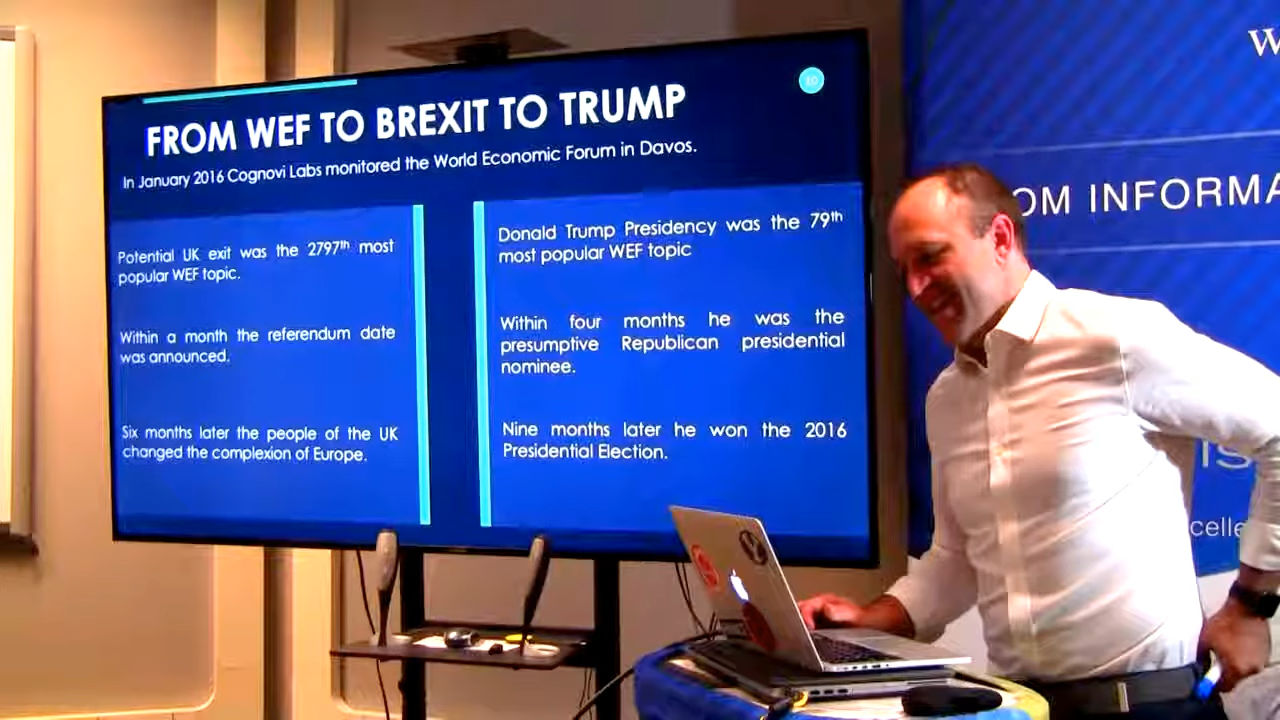 10
FROM WEF TO BREXIT TO TRUMP
In January 2016 Cognovi Labs monitored the World Economic Forum in Davos.
Potential UK exit was the 2797th most
popular WEF topic.
Within a month the referendum date
was announced.
Six months later the people of the UK
changed the complexion of Europe.
Donald Trump Presidency was the 79th
most popular WEF topic
Within four months he was the
presumptive Republican presidential
nominee.
Nine months later he won the 2016
Presidential Election.
W
OM INFORMA
IS
celle